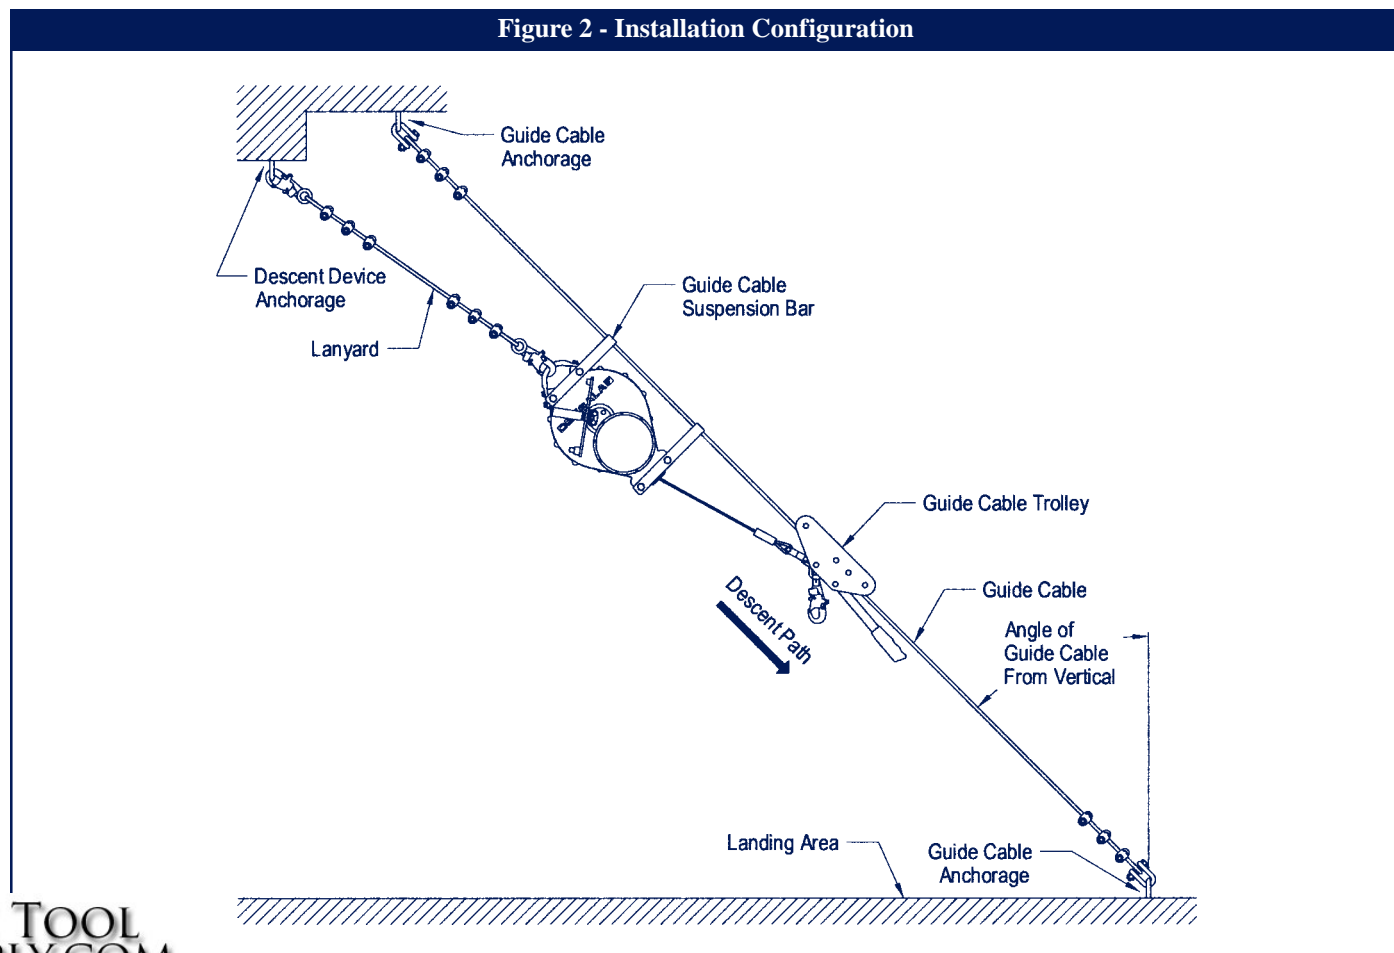 Figure 2 - Installation Configuration
Guide Cable
Anchorage
Descent Device
Anchorage
Guide Cable
Suspension Bar
Lanyard
Guide Cable Trolley
Descent Path
Guide Cable
Angle of
Guide Cable
From Vertical
Landing Area
Guide Cable
Anchorage
TOOL